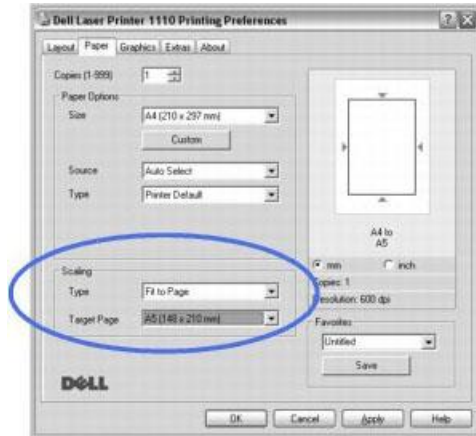 Dell Laser Printer 1110 Printing Preferences
Layout Paper Graphics Extras About
Copies (1-999) 1
Paper Options
Size A4 (210 x 297 mm)
Custom
Source Auto Select
Type Printer Default
A4 to
A5
mm inch
Copies: 1
Resolution: 600 dpi
Scaling
Type Fit to Page
Target Page A5 (148 x 210 mm)
Favorites
Untitled
Save
DELL
OK Cancel Apply Help